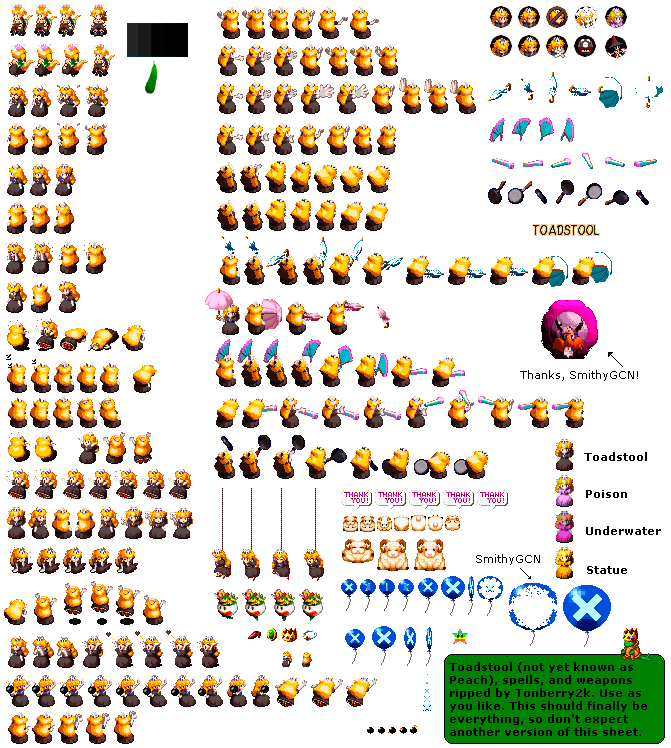 TOADSTOOL
Thanks, SmithyGCN!
Toadstool
Poison
THANK YOU!
THANK YOU!
THANK YOU!
THANK YOU!
THANK YOU!
Underwater
SmithyGCN
Statue
Toadstool (not yet known as
Peach), spells, and weapons
ripped by Tonberry2k. Use as
you like. This should finally be
everything, so don't expect
another version of this sheet.